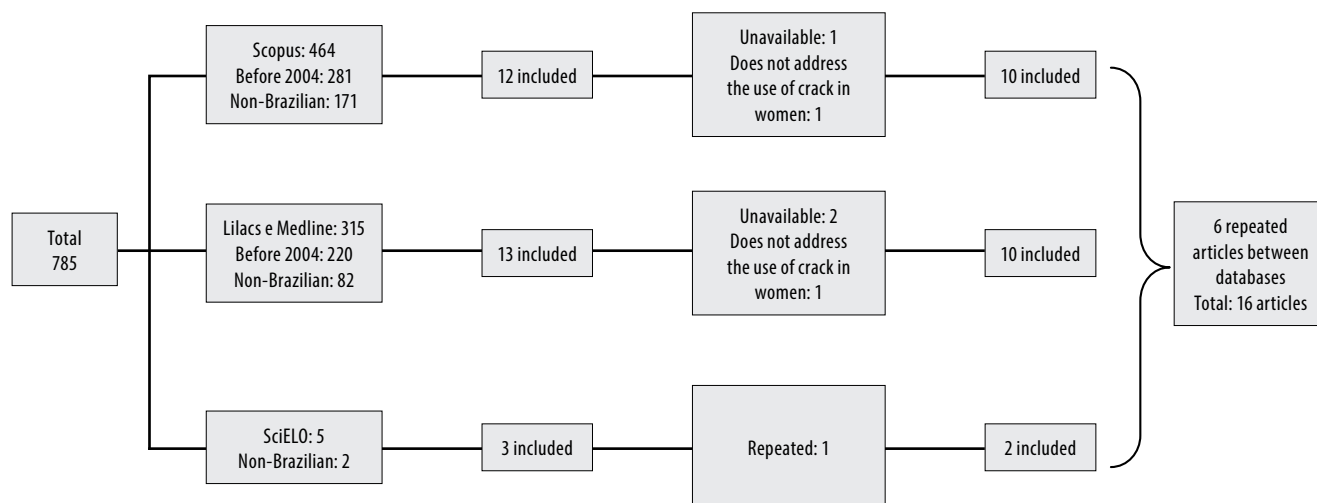 Total
785
Scopus: 464
Before 2004: 281
Non-Brazilian: 171
12 included
Unavailable: 1
Does not address
the use of crack in
women: 1
10 included
Lilacs e Medline: 315
Before 2004: 220
Non-Brazilian: 82
13 included
Unavailable: 2
Does not address
the use of crack in
women: 1
10 included
SciELO: 5
Non-Brazilian: 2
3 included
Repeated: 1
2 included
6 repeated
articles between
databases
Total: 16 articles